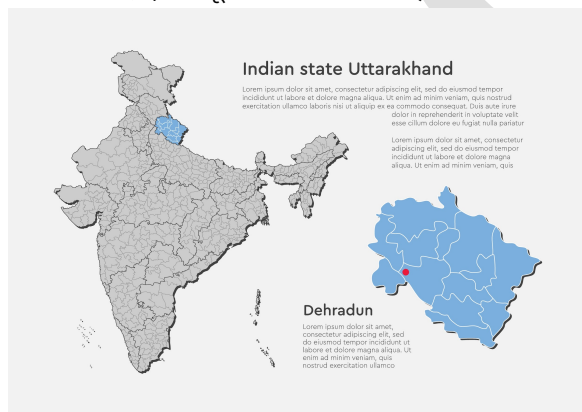 Indian state Uttarakhand
Lorem ipsum dolor sit amet, consectetur adipiscing elit, sed do eiusmod tempor
incididunt ut labore et dolore magna aliqua. Ut enim ad minim veniam, quis nostrud
exercitation ullamco laboris nisi ut aliquip ex ea commodo consequat. Duis aute irure
dolor in reprehenderit in voluptate velit
esse cillum dolore eu fugiat nulla pariatur
Lorem ipsum dolor sit amet, consectetur
adipiscing elit, sed do eiusmod tempor
incididunt ut labore et dolore magna
aliqua. Ut enim ad minim veniam, quis
Dehradun
Lorem ipsum dolor sit amet,
consectetur adipiscing elit, sed
do eiusmod tempor incididunt ut
labore et dolore magna aliqua. Ut
enim ad minim veniam, quis
nostrud exercitation ullamco